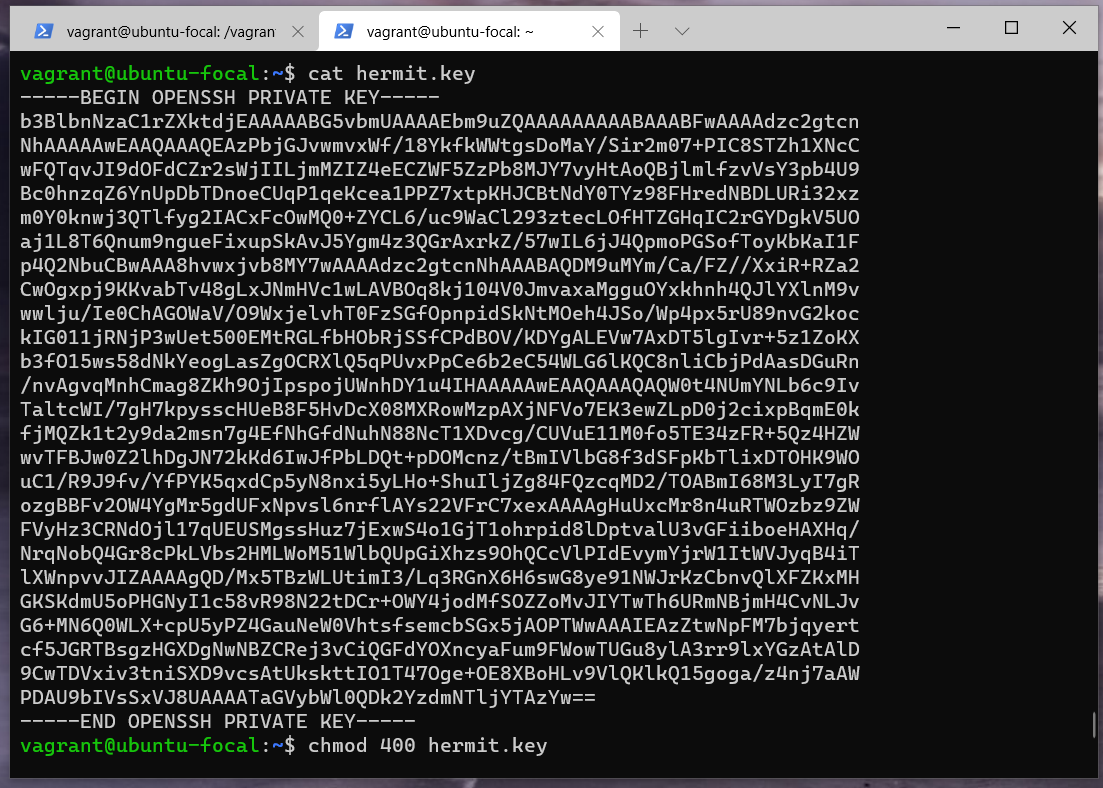 vagrant@ubuntu-focal: /vagran
vagrant@ubuntu-focal: ~
vagrant@ubuntu-focal:~$ cat hermit.key
-----BEGIN OPENSSH PRIVATE KEY-----
b3BlbnNzaC1rZXktdjEAAAAABG5vbmUAAAAEbm9uZQAAAAAAAAABAAABFwAAAAdzc2gtcn
NhAAAAAwEAAQAAAQEAzPbjGJvwmvxWf/18YkfkWWtgsDoMaY/Sir2m07+PIC8STZh1XNcC
wFQTqvJI9dOFdCZr2sWjIILjmMZIZ4eECZWF5ZzPb8MJY7vyHtAoQBjlmlfzvVsY3pb4U9
Bc0hnzqZ6YnUpDbTDnoeCUqP1qeKcea1PPZ7xtpKHJCBtNdY0TYz98FHredNBDLURi32xz
m0Y0knwj3QTlfyg2IACxFcOwMQ0+ZYCL6/uc9WaCl293ztecLOfHTZGHqIC2rGYDgkV5UO
aj1L8T6Qnum9ngueFixupSkAvJ5Ygm4z3QGrAxrkZ/57wIL6jJ4QpmoPGSofToyKbKaI1F
p4Q2NbuCBwAAA8hvwxjvb8MY7wAAAAdzc2gtcnNhAAABAQDM9uMYm/Ca/FZ//XxiR+RZa2
CwOgxpj9KKvabTv48gLxJNmHVc1wLAVBOq8kj104V0JmvaxaMgguOYxkhnh4QJlYXlnM9v
wwlju/Ie0ChAGOWaV/O9WxjelvhT0FzSGfOpnpidSkNtMOeh4JSo/Wp4px5rU89nvG2koc
kIG011jRNjP3wUet500EMtRGLfbHObRjSSfCPdBOV/KDYgALEVw7AxDT5lgIvr+5z1ZoKX
b3fO15ws58dNkYeogLasZgOCRXlQ5qPUvxPpCe6b2eC54WLG6lKQC8nliCbjPdAasDGuRn
/nvAgvqMnhCmag8ZKh9OjIpspojUWnhDY1u4IHAAAAAwEAAQAAAQAQW0t4NUmYNLb6c9Iv
TaltcWI/7gH7kpysscHUeB8F5HvDcX08MXRowMzpAXjNFVo7EK3ewZLpD0j2cixpBqmE0k
fjMQZk1t2y9da2msn7g4EfNhGfdNuhN88NcT1XDvcg/CUVuE11M0fo5TE34zFR+5Qz4HZW
wvTFBJw0Z2lhDgJN72kKd6IwJfPbLDQt+pDOMcnz/tBmIVlbG8f3dSFpKbTlixDTOHK9WO
uC1/R9J9fv/YfPYK5qxdCp5yN8nxi5yLHo+ShuIljZg84FQzcqMD2/TOABmI68M3LyI7gR
ozgBBFv2OW4YgMr5gdUFxNpvsl6nrflAYs22VFrC7xexAAAAgHuUxcMr8n4uRTWOzbz9ZW
FVyHz3CRNdOjl17qUEUSMgssHuz7jExwS4o1GjT1ohrpid8lDptvalU3vGFiiboeHAXHq/
NrqNobQ4Gr8cPkLVbs2HMLWoM51WlbQUpGiXhzs9OhQCcVlPIdEvymYjrW1ItWVJyqB4iT
lXWnpvvJIZAAAAgQD/Mx5TBzWLUtimI3/Lq3RGnX6H6swG8ye91NWJrKzCbnvQlXFZKxMH
GKSKdmU5oPHGNyI1c58vR98N22tDCr+OWY4jodMfSOZZoMvJIYTwTh6URmNBjmH4CvNLJv
G6+MN6Q0WLX+cpU5yPZ4GauNeW0VhtsfsemcbSGx5jAOPTWwAAAIEAzZtwNpFM7bjqyert
cf5JGRTBsgzHGXDgNwNBZCRej3vCiQGFdYOXncyaFum9FWowTUGu8ylA3rr9lxYGzAtAlD
9CwTDVxiv3tniSXD9vcsAtUkskttIO1T47Oge+OE8XBoHLv9VlQKlkQ15goga/z4nj7aAW
PDAU9bIVsSxVJ8UAAAATaGVybWl0QDk2YzdmNTljYTAzYw==
-----END OPENSSH PRIVATE KEY-----
vagrant@ubuntu-focal:~$ chmod 400 hermit.key